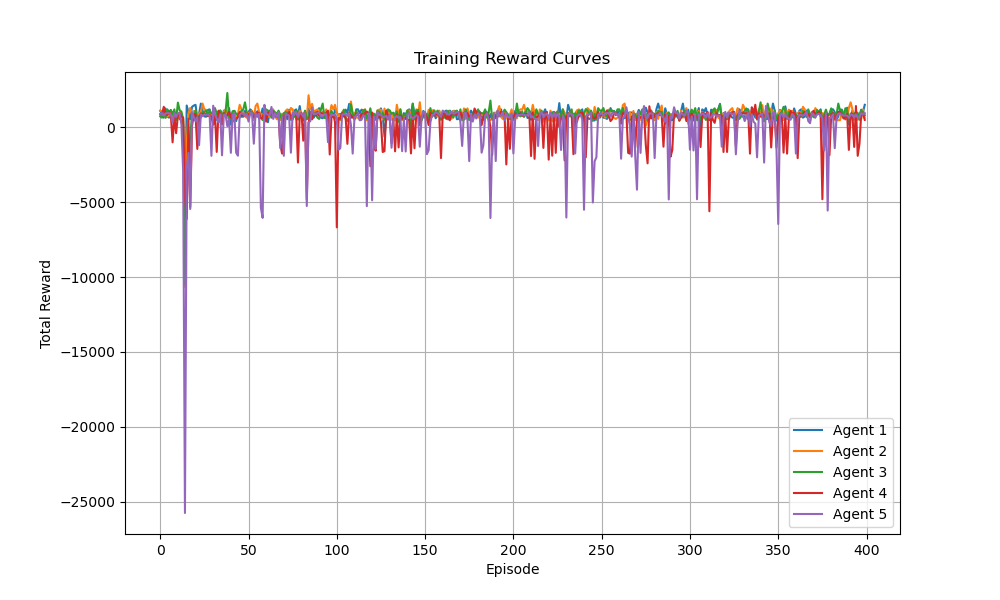 Training Reward Curves
Total Reward
0
−5000
−10000
−15000
−20000
−25000
0 50 100 150 200 250 300 350 400
Episode
Agent 1
Agent 2
Agent 3
Agent 4
Agent 5